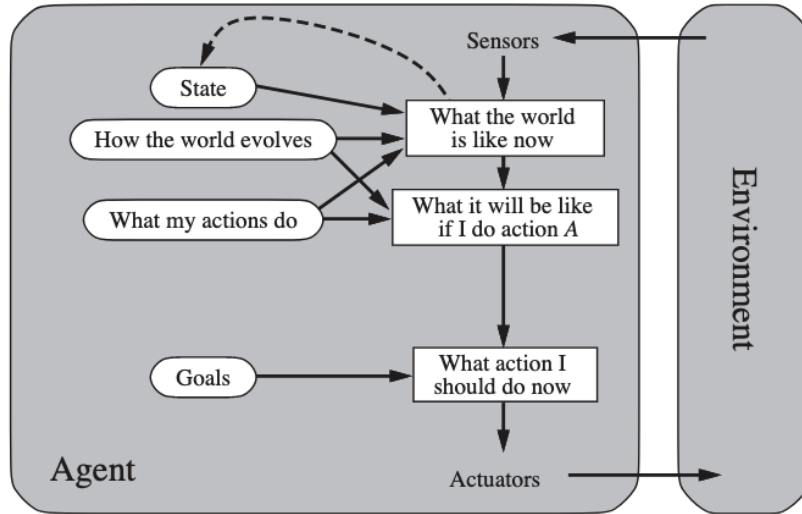 Sensors
State
What the world
is like now
How the world evolves
What it will be like
if I do action A
What my actions do
Environment
What action I
should do now
Goals
Agent
Actuators